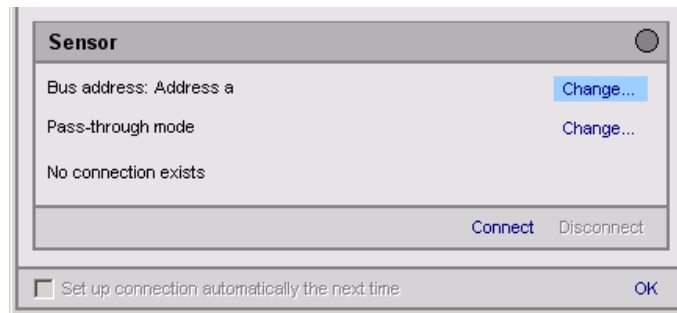 Sensor
Bus address: Address a Change...
Pass-through mode Change...
No connection exists
Connect Disconnect
Set up connection automatically the next time OK